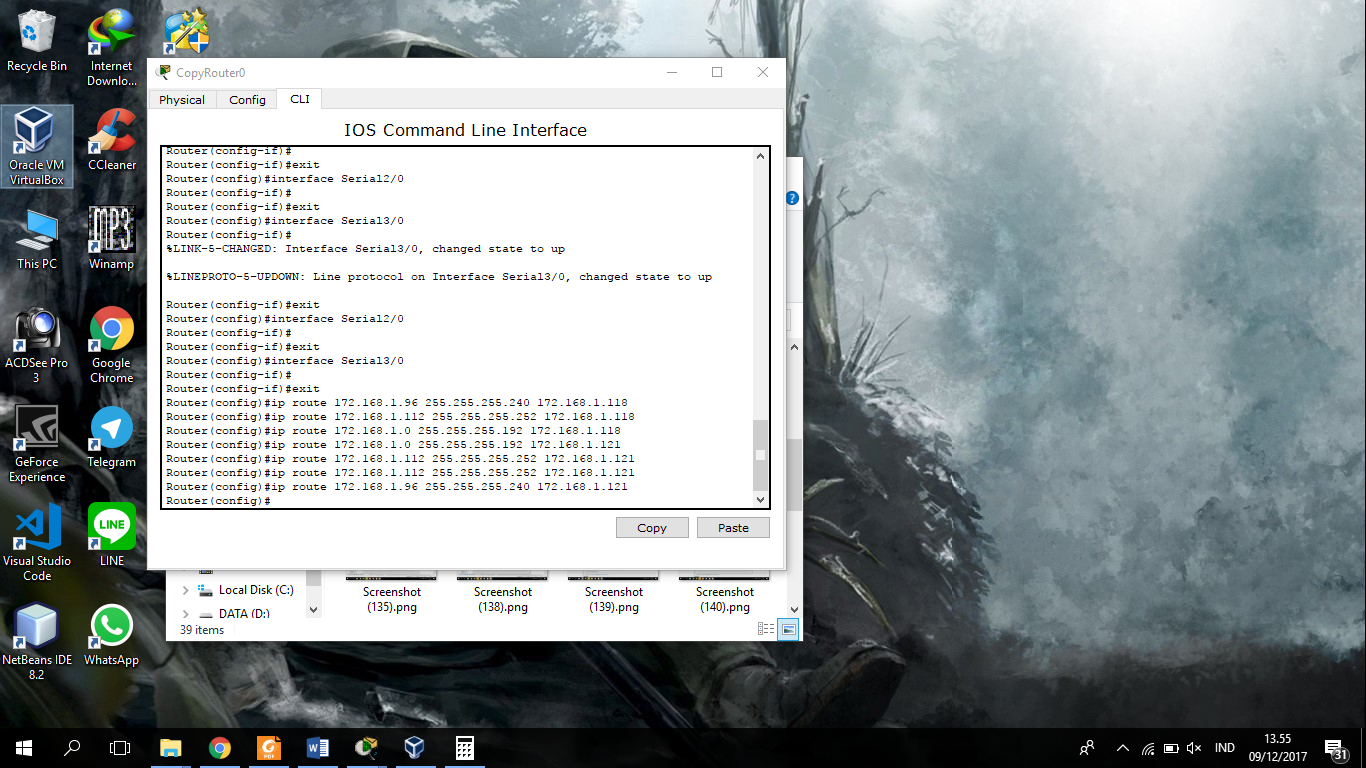 Recycle Bin
Internet
Downlo...
CopyRouter0
Physical
Config
CLI
IOS Command Line Interface
Router(config-if)#
Router(config-if)#exit
Router(config)#interface Serial2/0
Router(config-if)#
Router(config-if)#exit
Router(config)#interface Serial3/0
Router(config-if)#
%LINK-5-CHANGED: Interface Serial3/0, changed state to up
%LINEPROTO-5-UPDOWN: Line protocol on Interface Serial3/0, changed state to up
Router(config-if)#exit
Router(config)#interface Serial2/0
Router(config-if)#
Router(config-if)#exit
Router(config)#interface Serial3/0
Router(config-if)#
Router(config-if)#exit
Router(config)#ip route 172.168.1.96 255.255.255.240 172.168.1.118
Router(config)#ip route 172.168.1.112 255.255.255.252 172.168.1.118
Router(config)#ip route 172.168.1.0 255.255.255.192 172.168.1.118
Router(config)#ip route 172.168.1.0 255.255.255.192 172.168.1.121
Router(config)#ip route 172.168.1.112 255.255.255.252 172.168.1.121
Router(config)#ip route 172.168.1.112 255.255.255.252 172.168.1.121
Router(config)#ip route 172.168.1.96 255.255.255.240 172.168.1.121
Router(config)#
Copy
Paste
Oracle VM
VirtualBox
CCleaner
This PC
MP3
Winamp
ACDSee Pro
3
Google
Chrome
GeForce
Experience
Telegram
Visual Studio
Code
LINE
LINE
NetBeans IDE
8.2
WhatsApp
?
Local Disk (C:)
DATA (D:)
Screenshot
(135).png
Screenshot
(138).png
Screenshot
(139).png
Screenshot
(140).png
39 items
PDF
IND
13.55
09/12/2017
31